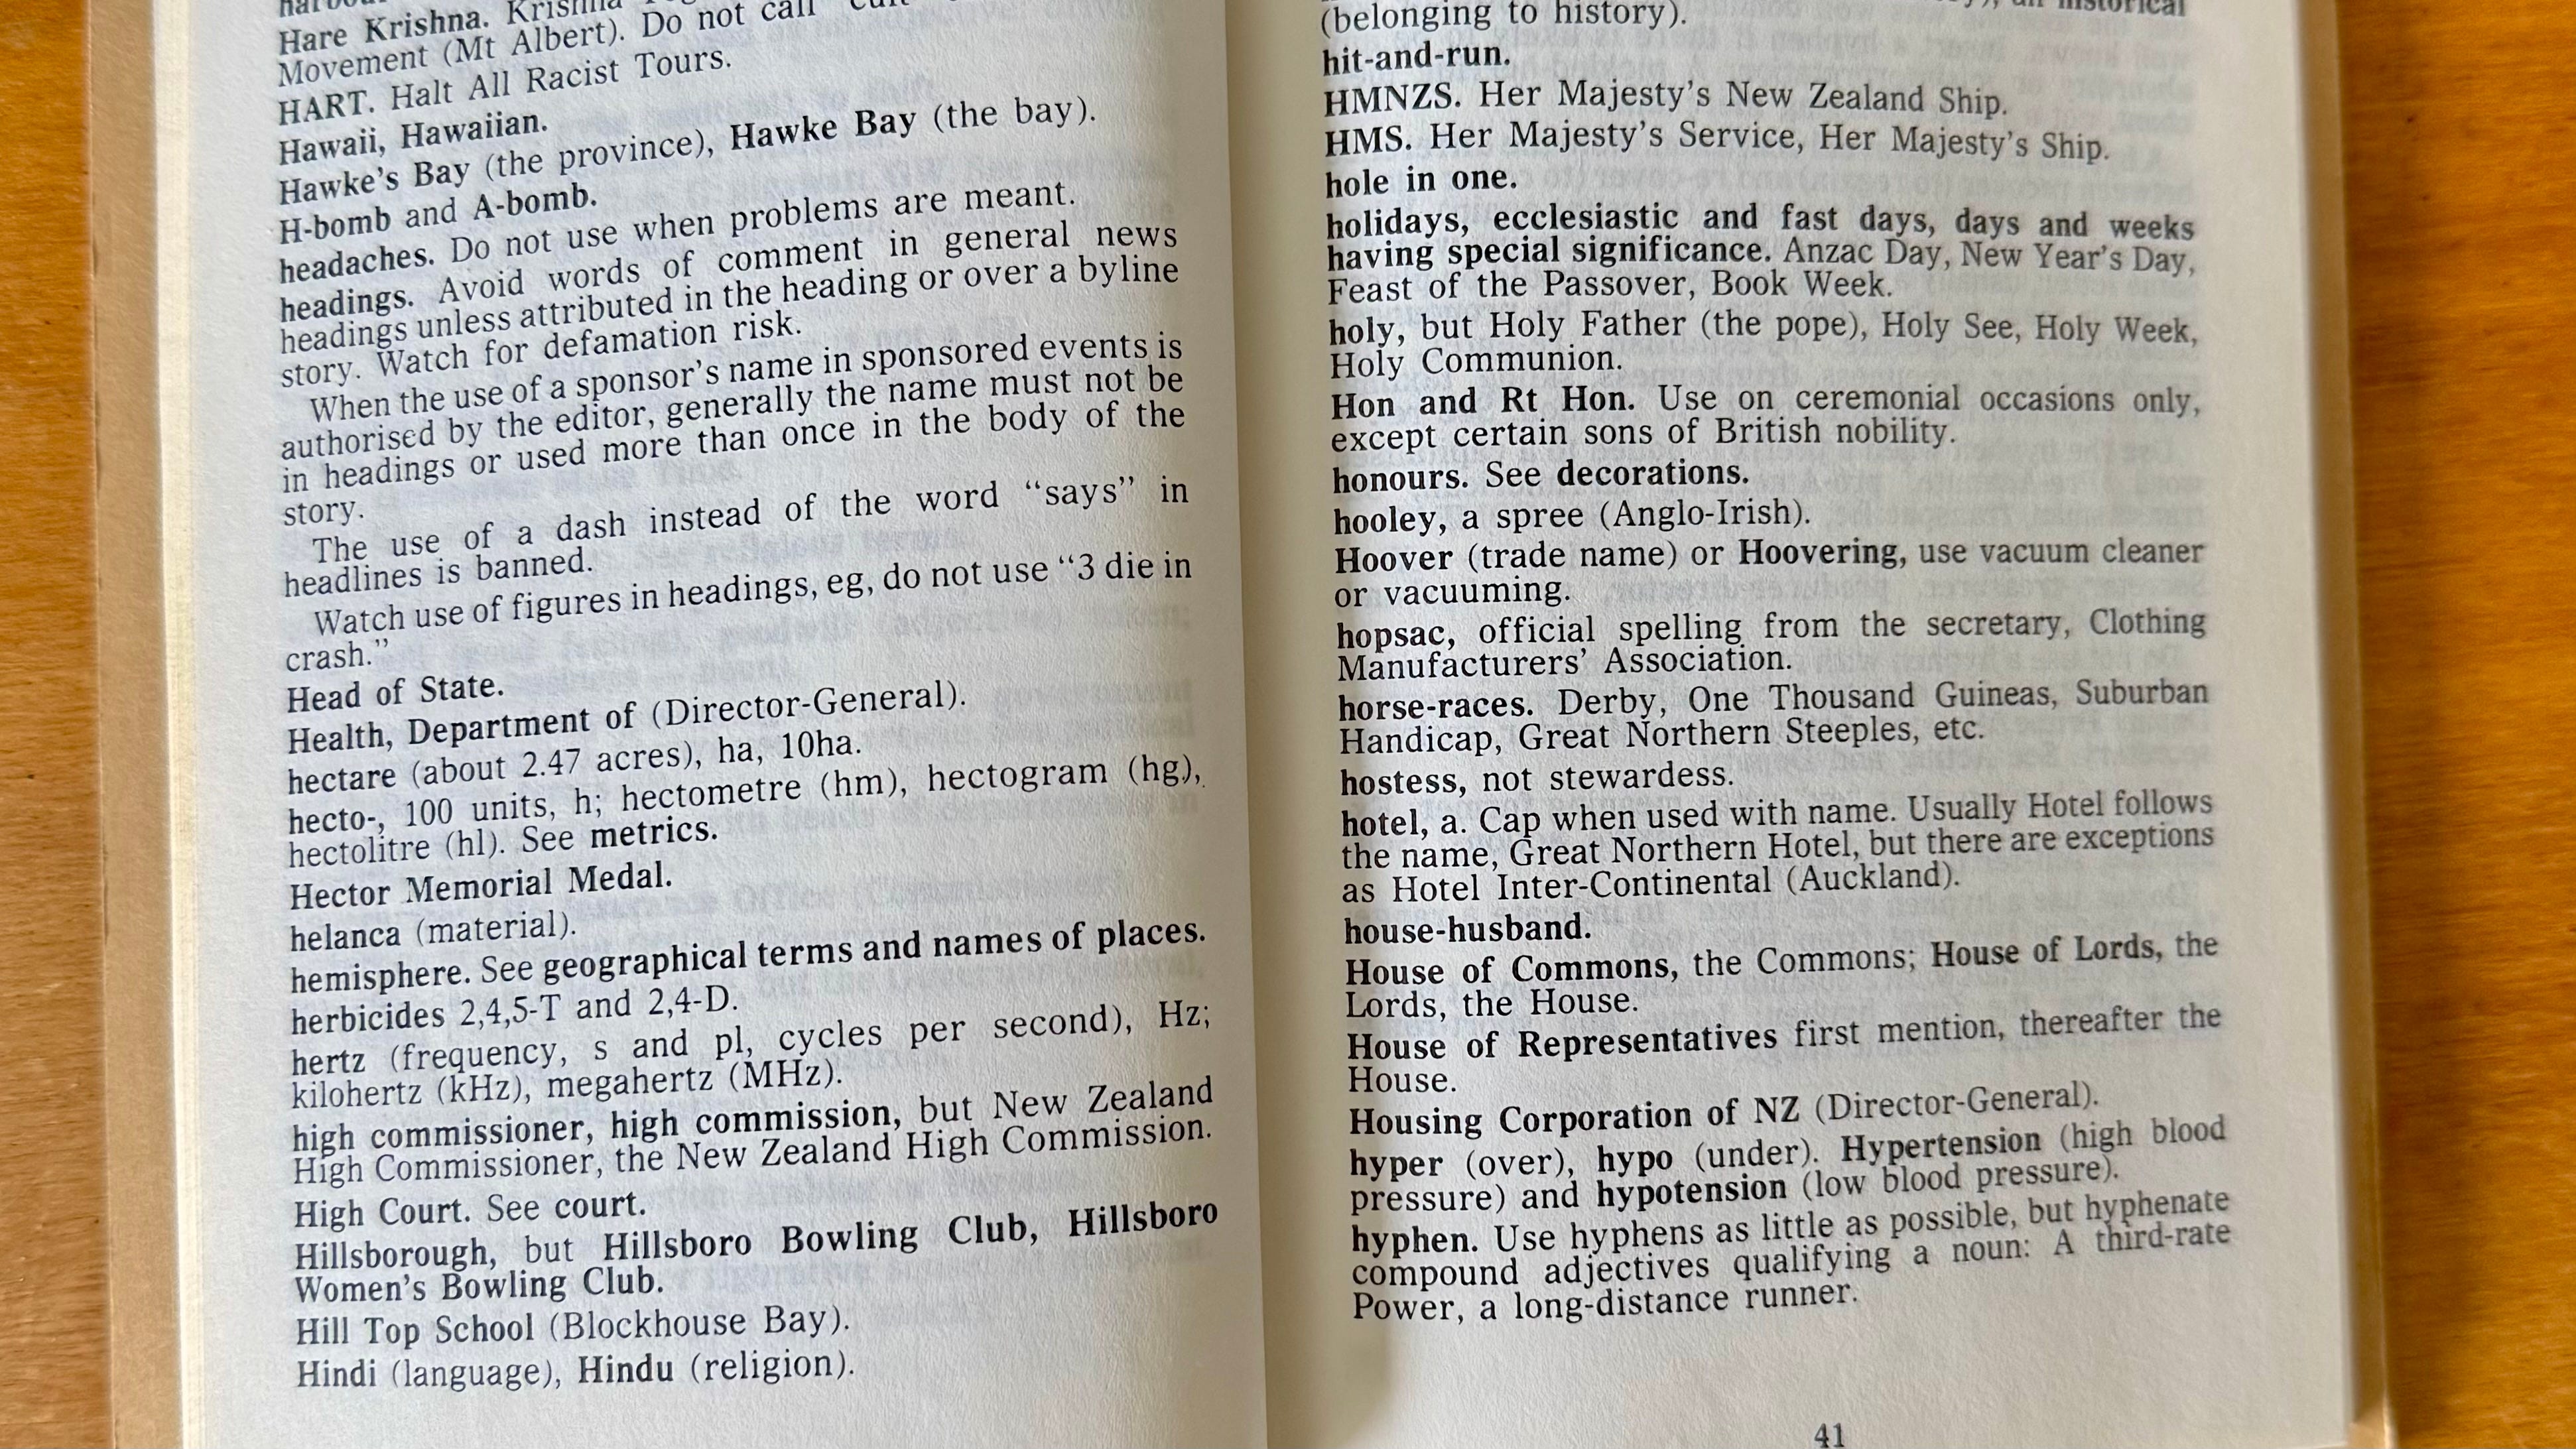 Hare Krishna. Krishna
Movement (Mt Albert). Do not call
HART. Halt All Racist Tours.
Hawaii, Hawaiian.
Hawke's Bay (the province), Hawke Bay (the bay).
H-bomb and A-bomb.
headaches. Do not use when problems are meant.
headings. Avoid words of comment in general news
headings unless attributed in the heading or over a byline
story. Watch for defamation risk.
When the use of a sponsor's name in sponsored events is
authorised by the editor, generally the name must not be
in headings or used more than once in the body of the
story.
The use of a dash instead of the word “says” in
headlines is banned.
Watch use of figures in headings, eg, do not use “3 die in
crash.”
Head of State.
Health, Department of (Director-General).
hectare (about 2.47 acres), ha, 10ha.
hecto-, 100 units, h; hectometre (hm), hectogram (hg),
hectolitre (hl). See metrics.
Hector Memorial Medal.
helanca (material).
hemisphere. See geographical terms and names of places.
herbicides 2,4,5-T and 2,4-D.
hertz (frequency, s and pl, cycles per second), Hz;
kilohertz (kHz), megahertz (MHz).
high commissioner, high commission, but New Zealand
High Commissioner, the New Zealand High Commission.
High Court. See court.
Hillsborough, but Hillsboro Bowling Club, Hillsboro
Women's Bowling Club.
Hill Top School (Blockhouse Bay).
Hindi (language), Hindu (religion).
historical
(belonging to history).
hit-and-run.
HMNZS. Her Majesty's New Zealand Ship.
HMS. Her Majesty's Service, Her Majesty's Ship.
hole in one.
holidays, ecclesiastic and fast days, days and weeks
having special significance. Anzac Day, New Year's Day,
Feast of the Passover, Book Week.
holy, but Holy Father (the pope), Holy See, Holy Week,
Holy Communion.
Hon and Rt Hon. Use on ceremonial occasions only,
except certain sons of British nobility.
honours. See decorations.
hooley, a spree (Anglo-Irish).
Hoover (trade name) or Hoovering, use vacuum cleaner
or vacuuming.
hopsac, official spelling from the secretary, Clothing
Manufacturers' Association.
horse-races. Derby, One Thousand Guineas, Suburban
Handicap, Great Northern Steeples, etc.
hostess, not stewardess.
hotel, a. Cap when used with name. Usually Hotel follows
the name, Great Northern Hotel, but there are exceptions
as Hotel Inter-Continental (Auckland).
house-husband.
House of Commons, the Commons; House of Lords, the
Lords, the House.
House of Representatives first mention, thereafter the
House.
Housing Corporation of NZ (Director-General).
hyper (over), hypo (under). Hypertension (high blood
pressure) and hypotension (low blood pressure).
hyphen. Use hyphens as little as possible, but hyphenate
compound adjectives qualifying a noun: A third-rate
Power, a long-distance runner.
41